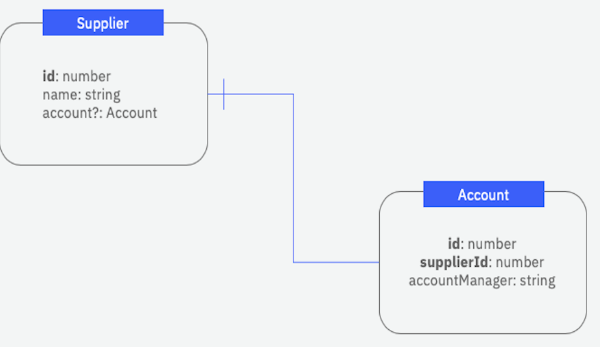 Supplier
id: number
name: string
account?: Account
Account
id: number
supplierId: number
accountManager: string